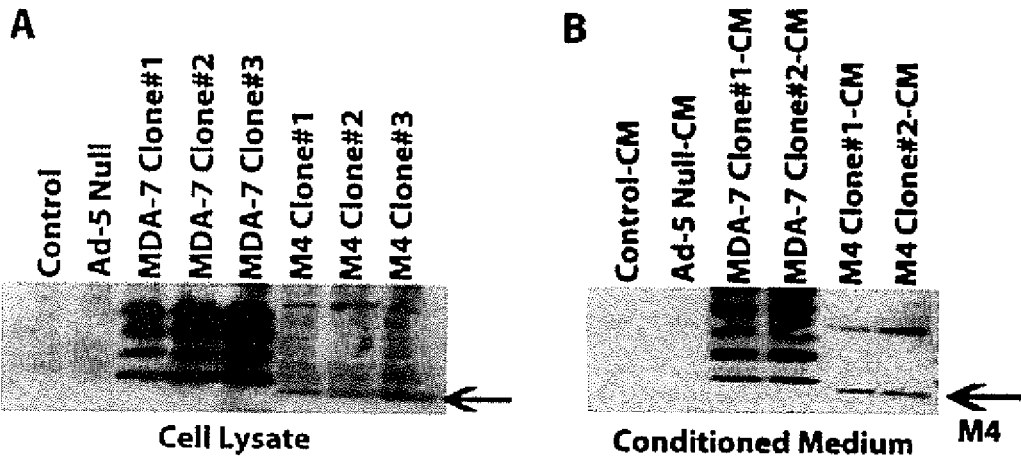 A
Control
Ad-5 Null
MDA-7 Clone#1
MDA-7 Clone#2
MDA-7 Clone#3
M4 Clone#1
M4 Clone#2
M4 Clone#3
Cell Lysate
B
Control-CM
Ad-5 Null-CM
MDA-7 Clone#1-CM
MDA-7 Clone#2-CM
M4 Clone#1-CM
M4 Clone#2-CM
M4
Conditioned Medium